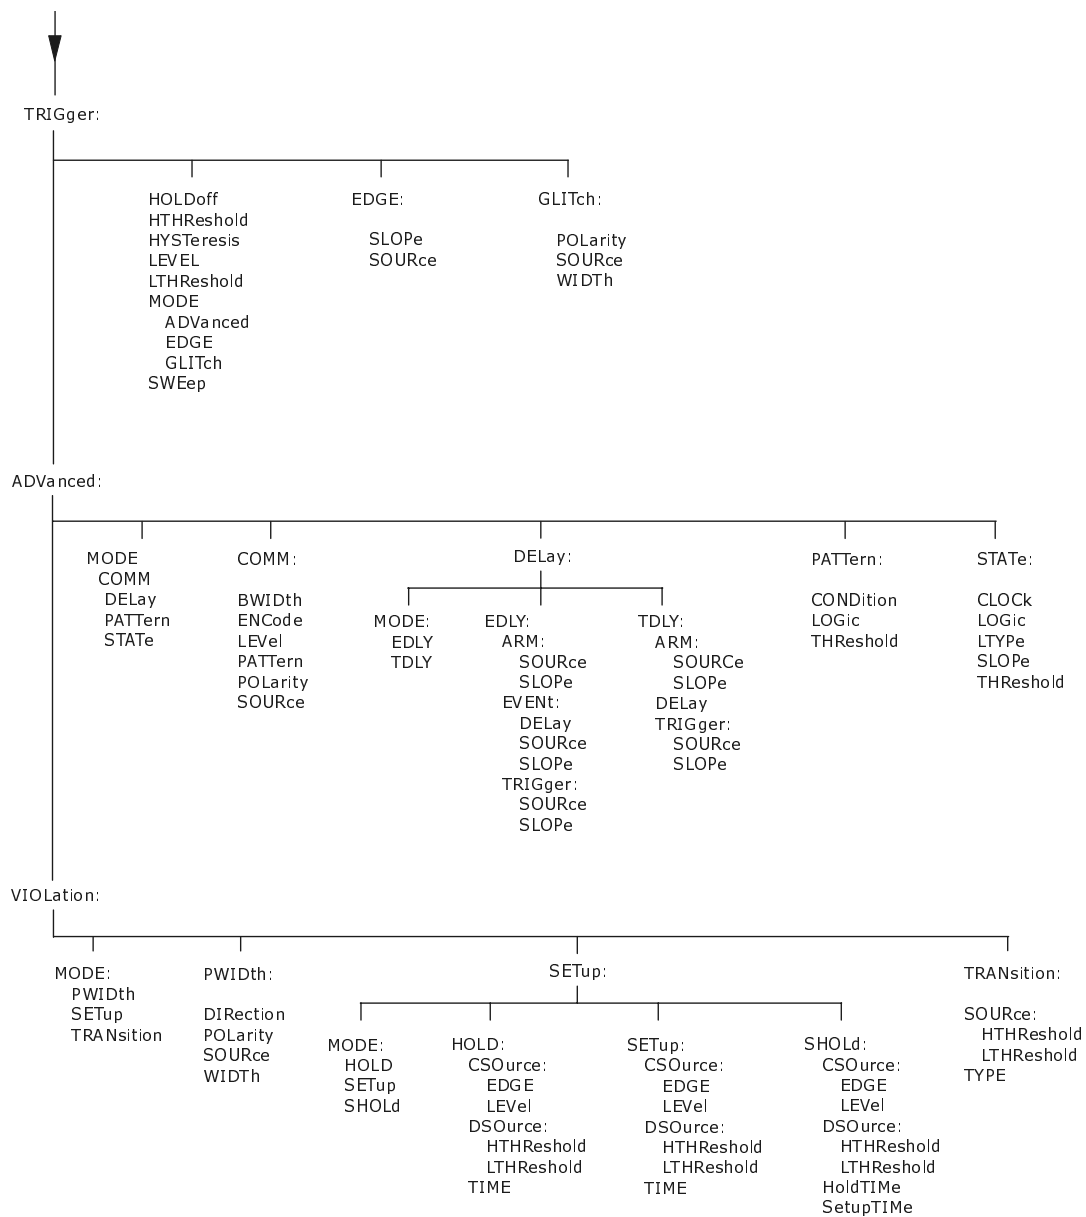 TRIGger:
HOLDoff
HTHReshold
HYSTeresis
LEVEL
LTHReshold
MODE
ADVanced
EDGE
GLITch
SWEep
EDGE:
SLOPe
SOURce
GLITch:
POLarity
SOURce
WIDTh
ADVanced:
MODE
COMM
DELay
PATTern
STATe
COMM:
BWIDth
ENCode
LEVel
PATTern
POLarity
SOURce
DELay:
MODE:
EDLY
TDLY
EDLY:
ARM:
SOURce
SLOPe
EVENt:
DELay
SOURce
SLOPe
TRIGger:
SOURce
SLOPe
TDLY:
ARM:
SOURCe
SLOPe
DELay
TRIGger:
SOURce
SLOPe
PATTern:
CONDition
LOGic
THReshold
STATe:
CLOCk
LOGic
LTYPe
SLOPe
THReshold
VIOLation:
MODE:
PWIDth
SETup
TRANsition
PWIDth:
DIRection
POLarity
SOURce
WIDTh
SETup:
MODE:
HOLD
SETup
SHOLd
HOLD:
CSOurce:
EDGE
LEVel
DSOurce:
HTHReshold
LTHReshold
TIME
SETup:
CSOurce:
EDGE
LEVel
DSOurce:
HTHReshold
LTHReshold
TIME
SHOLd:
CSOurce:
EDGE
LEVel
DSOurce:
HTHReshold
LTHReshold
HoldTIMe
SetupTIMe
TRANsition:
SOURce:
HTHReshold
LTHReshold
TYPE